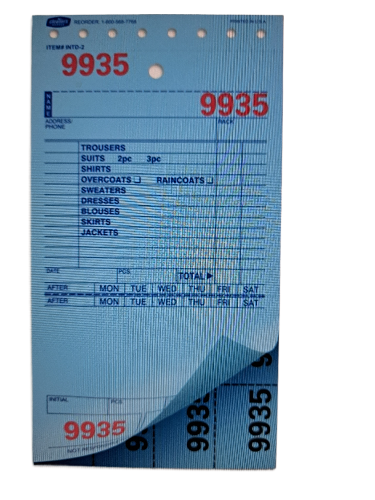 REORDER: 1-800-569-7768 PRINTED IN U.S.A.
ITEM# INTD-2
9935
9935
NAME
ADDRESS/ RACK
PHONE
TROUSERS
SUITS 2pc 3pc
SHIRTS
OVERCOATS RAINCOATS
SWEATERS
DRESSES
BLOUSES
SKIRTS
JACKETS
DATE PCS TOTAL
AFTER MON TUE WED THU FRI SAT
AFTER MON TUE WED THU FRI SAT
INITIAL PCS
9935
NOT
9935
9935